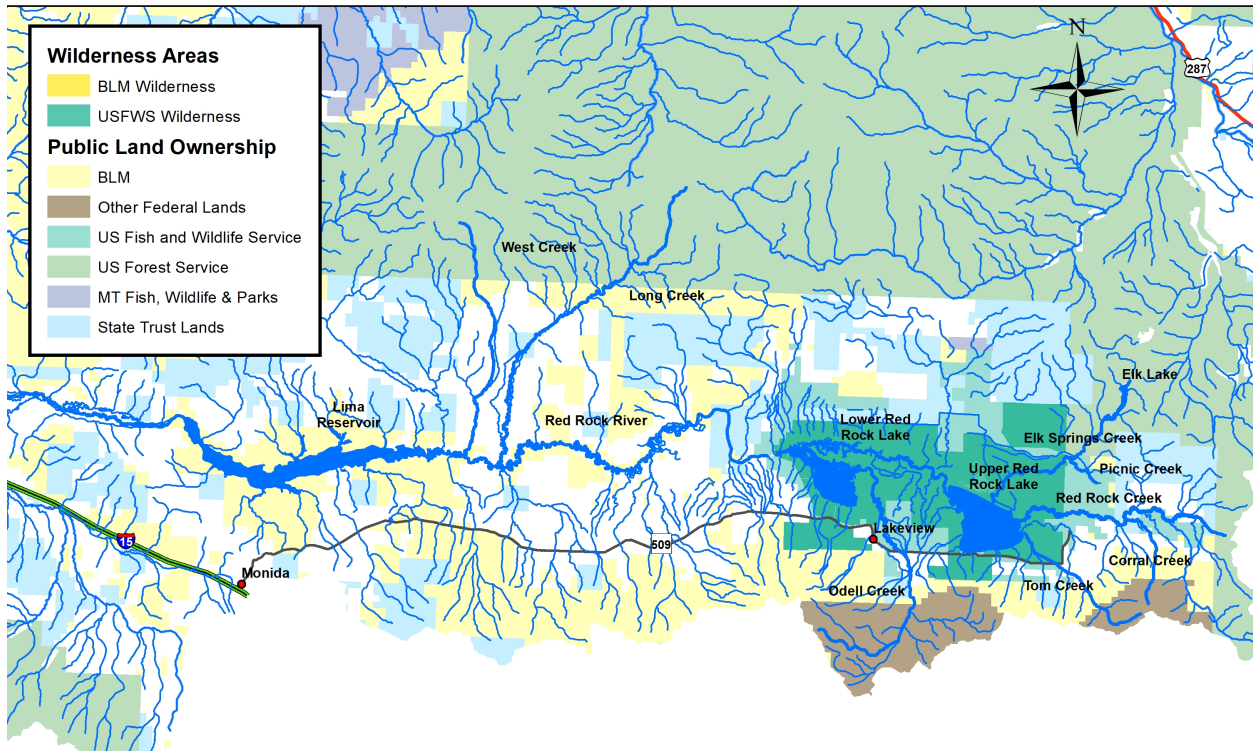 Wilderness Areas
BLM Wilderness
USFWS Wilderness
Public Land Ownership
BLM
Other Federal Lands
US Fish and Wildlife Service
US Forest Service
MT Fish, Wildlife & Parks
State Trust Lands
N
287
West Creek
Long Creek
Elk Lake
Lima
Reservoir
Red Rock River
Lower Red
Rock Lake
Elk Springs Creek
Upper Red
Rock Lake
Picnic Creek
Red Rock Creek
Lakeview
15
509
Monida
Corral Creek
Odell Creek
Tom Creek